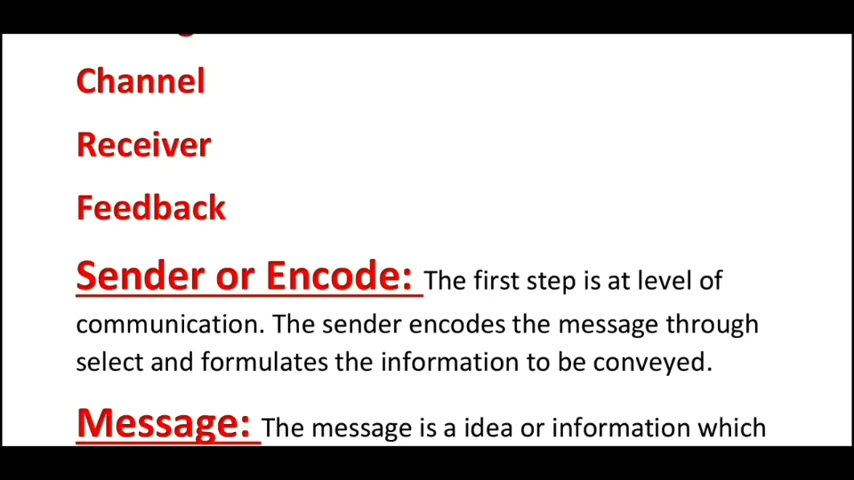 Channel
Receiver
Feedback
Sender or Encode: The first step is at level of
communication. The sender encodes the message through
select and formulates the information to be conveyed.
Message: The message is a idea or information which